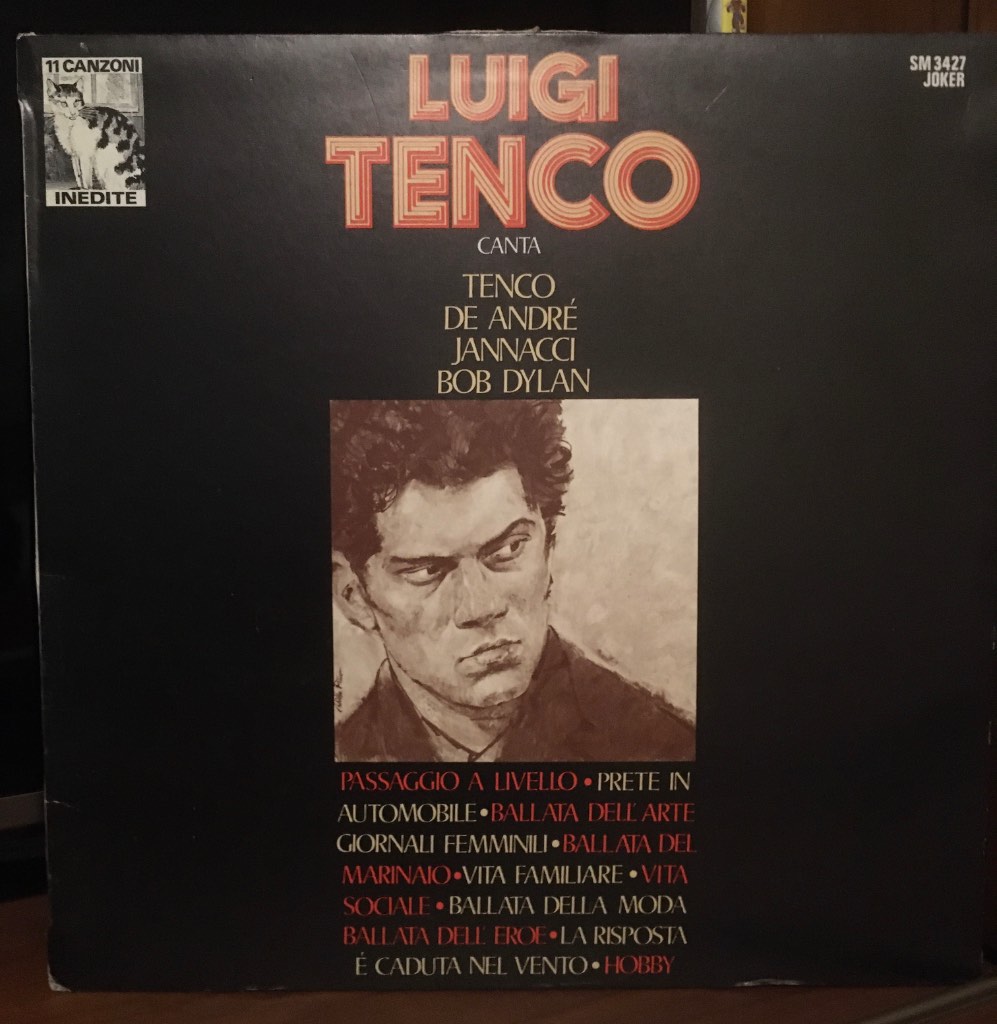 11 CANZONI
INEDITE
SM 3427
JOKER
LUIGI
TENCO
CANTA
TENCO
DE ANDRÉ
JANNACCI
BOB DYLAN
PASSAGGIO A LIVELLO • PRETE IN
AUTOMOBILE • BALLATA DELL'ARTE
GIORNALI FEMMINILI • BALLATA DEL
MARINAIO • VITA FAMILIARE • VITA
SOCIALE • BALLATA DELLA MODA
BALLATA DELL'EROE • LA RISPOSTA
É CADUTA NEL VENTO • HOBBY